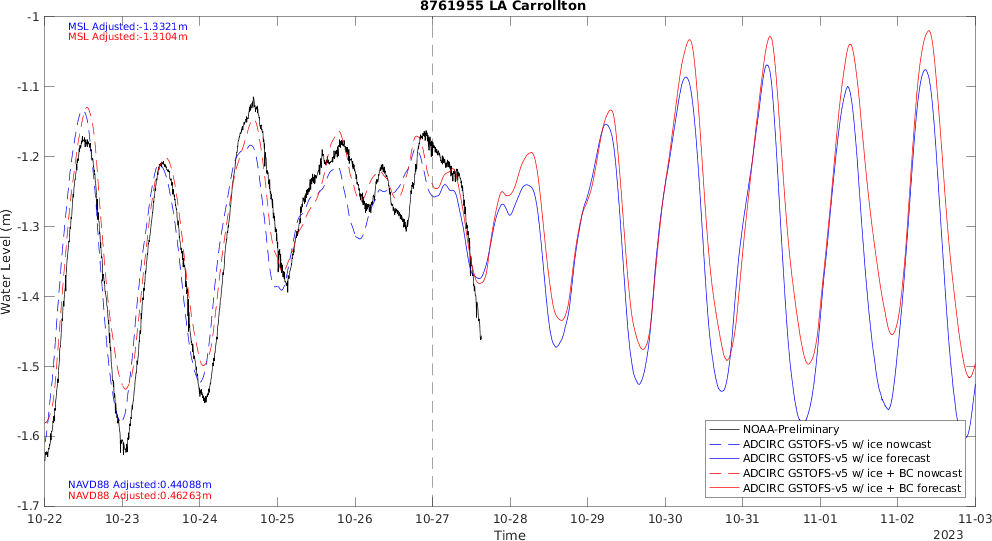 8761955 LA Carrollton
MSL Adjusted:-1.3321m
MSL Adjusted:-1.3104m
-1
-1.1
-1.2
-1.3
-1.4
-1.5
-1.6
-1.7
Water Level (m)
NAVD88 Adjusted:0.44088m
NAVD88 Adjusted:0.46263m
NOAA-Preliminary
ADCIRC GSTOFS-v5 w/ ice nowcast
ADCIRC GSTOFS-v5 w/ ice forecast
ADCIRC GSTOFS-v5 w/ ice + BC nowcast
ADCIRC GSTOFS-v5 w/ ice + BC forecast
10-22 10-23 10-24 10-25 10-26 10-27 10-28 10-29 10-30 10-31 11-01 11-02 11-03
Time
2023